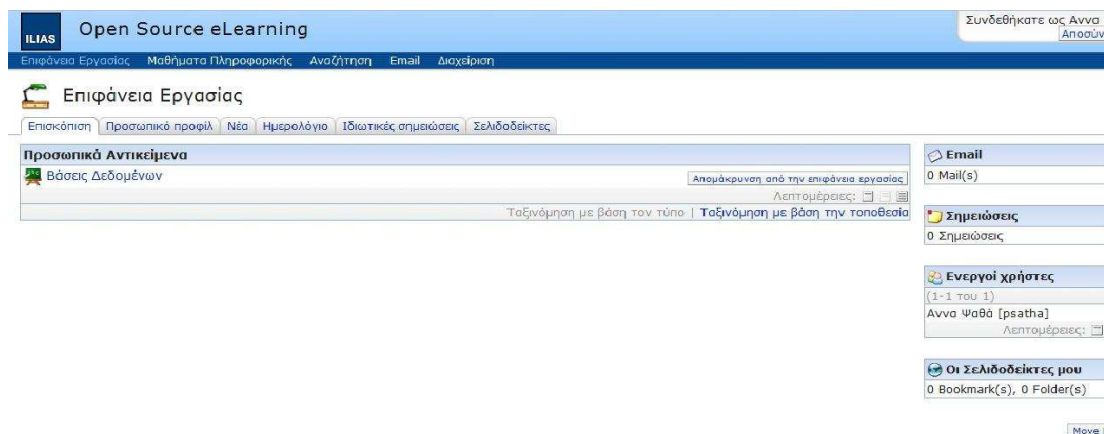 ILIAS
Open Source eLearning
Συνδεθήκατε ως Αννα
Αποσύν
Επιφάνεια Εργασίας Μαθήματα Πληροφορικής Αναζήτηση Email Διαχείριση
Επιφάνεια Εργασίας
Επισκόπιση Προσωπικό προφίλ Νέα Ημερολόγιο Ιδιωτικές σημειώσεις Σελιδοδείκτες
Προσωπικά Αντικείμενα
Βάσεις Δεδομένων
Απομάκρυνση από την επιφάνεια εργασίας
Λεπτομέρειες:
Ταξινόμηση με βάση τον τύπο | Ταξινόμηση με βάση την τοποθεσία
Email
0 Mail(s)
Σημειώσεις
0 Σημειώσεις
Ενεργοί χρήστες
(1-1 του 1)
Αννα Ψαθά [psatha]
Λεπτομέρειες:
Οι Σελιδοδείκτες μου
0 Bookmark(s), 0 Folder(s)
Move